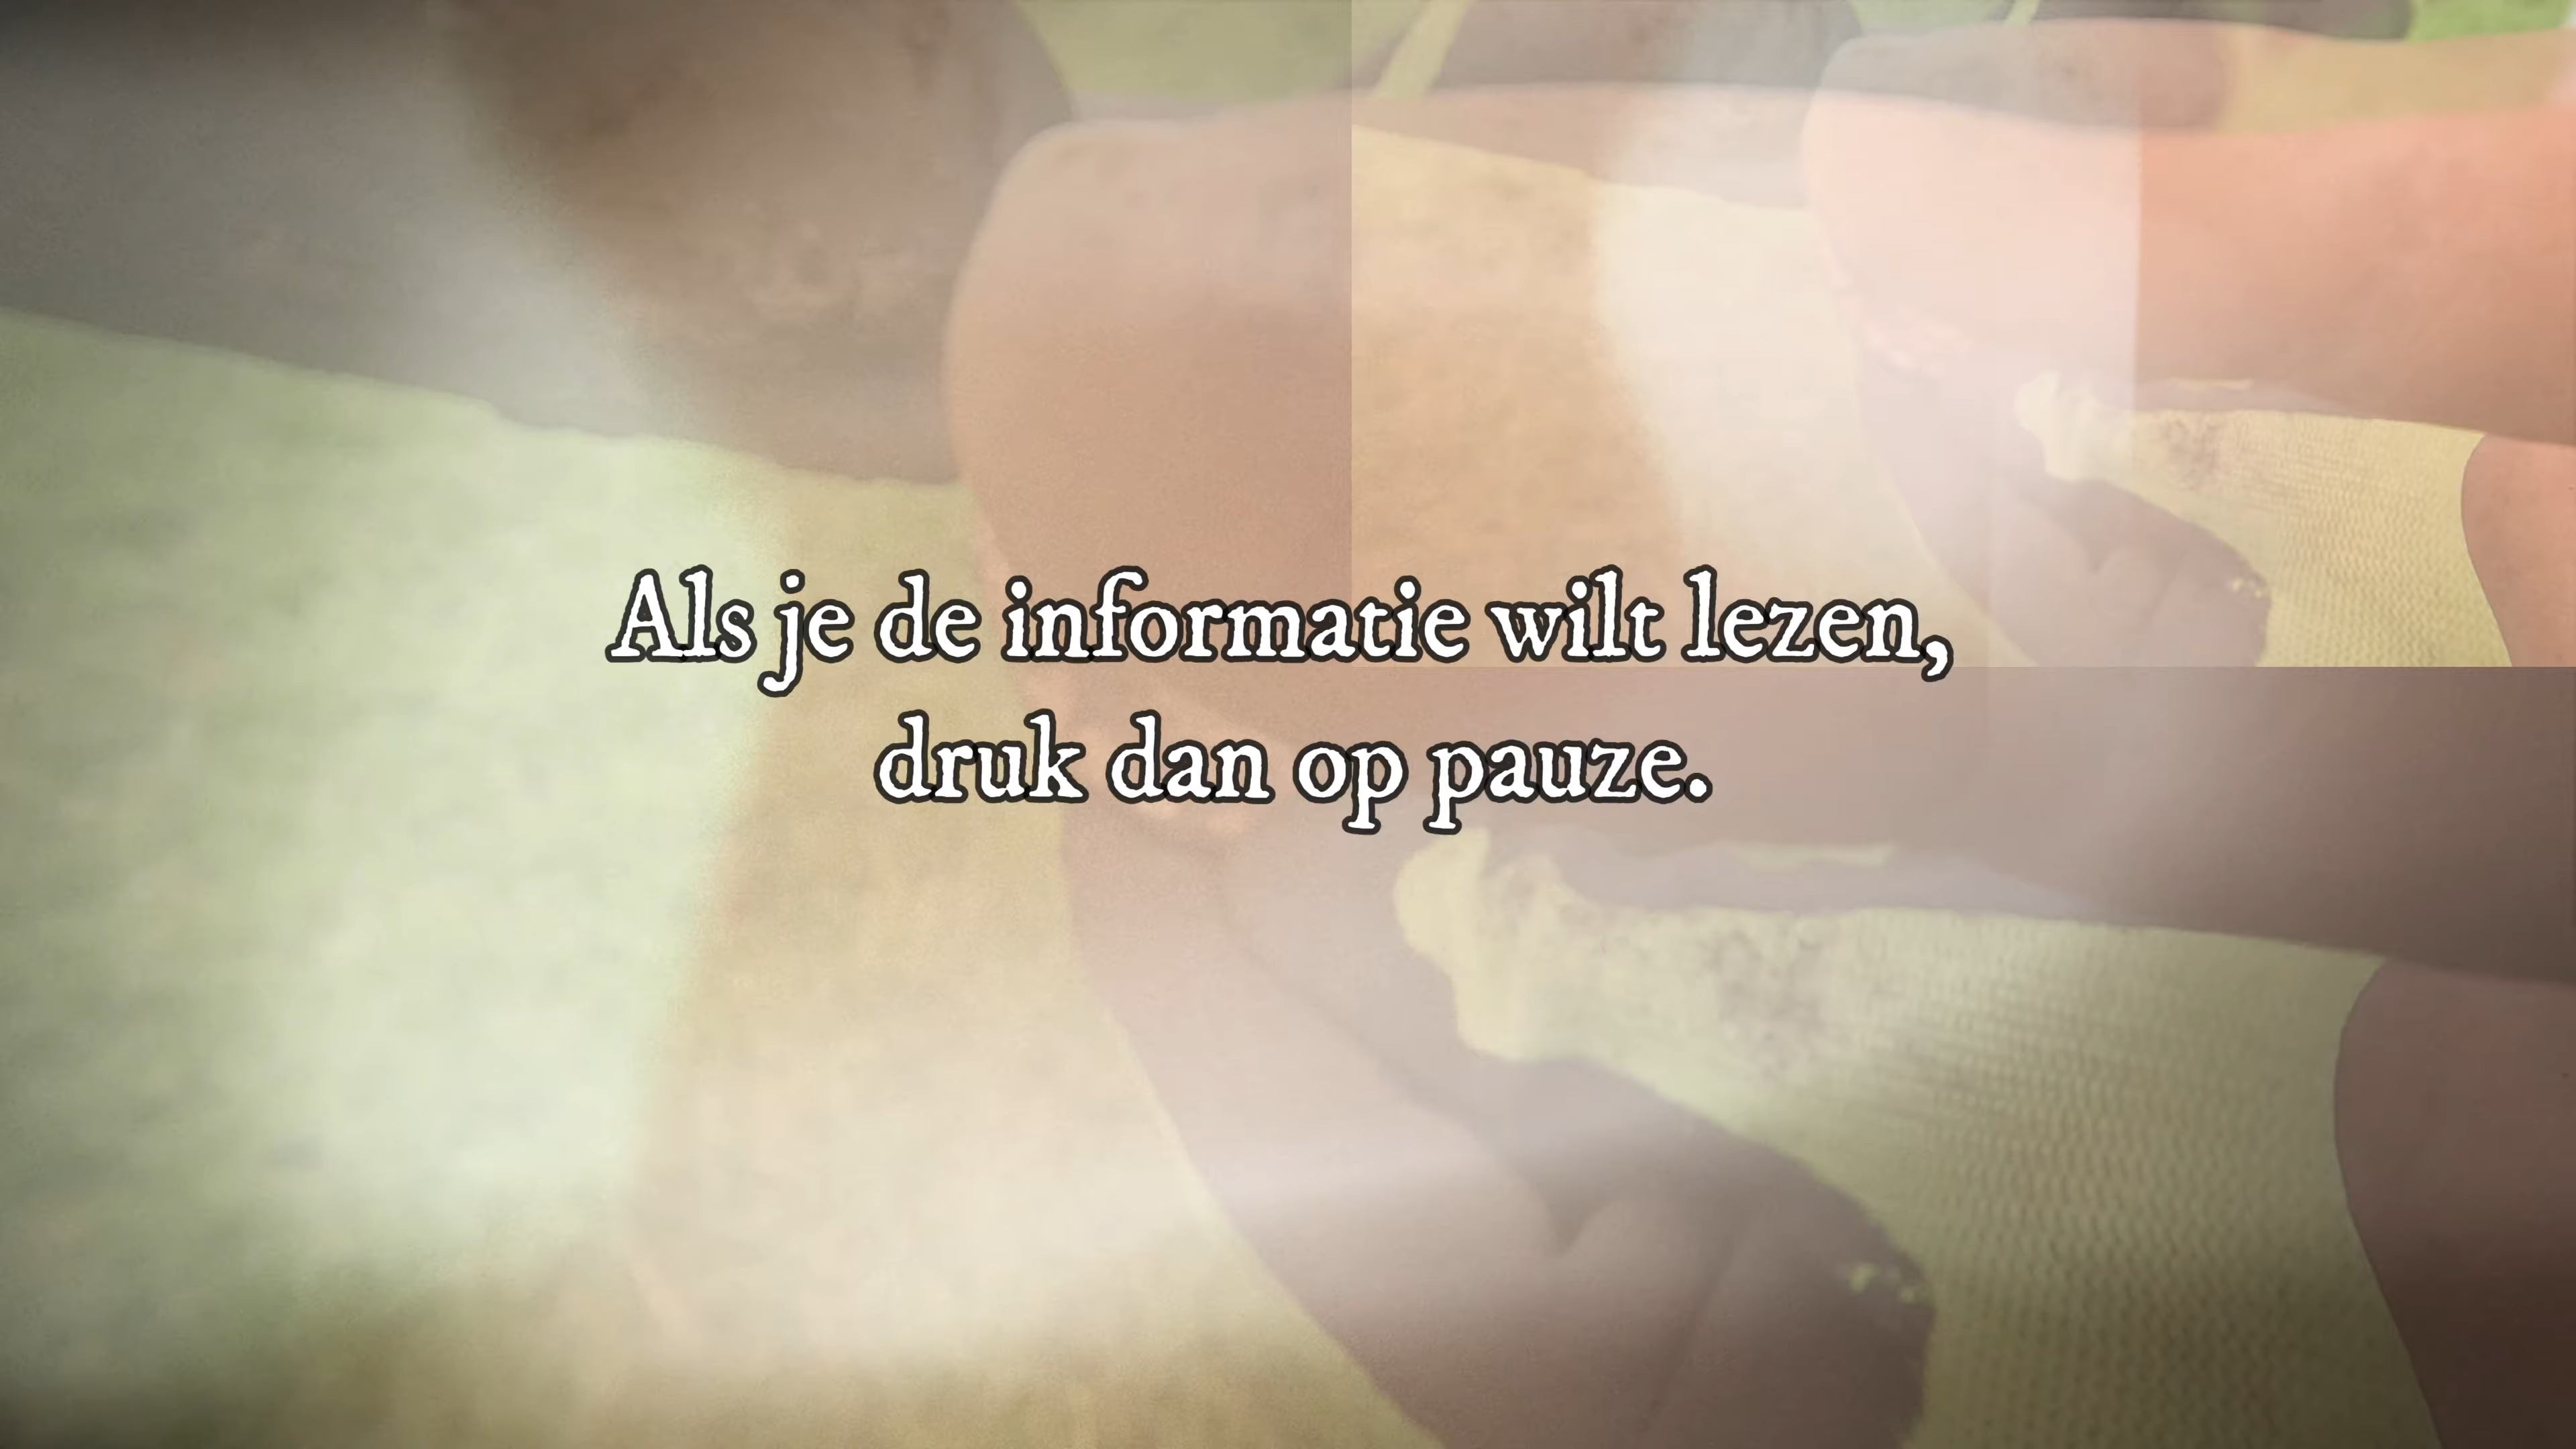 Als je de informatie wilt lezen,
druk dan op pauze.